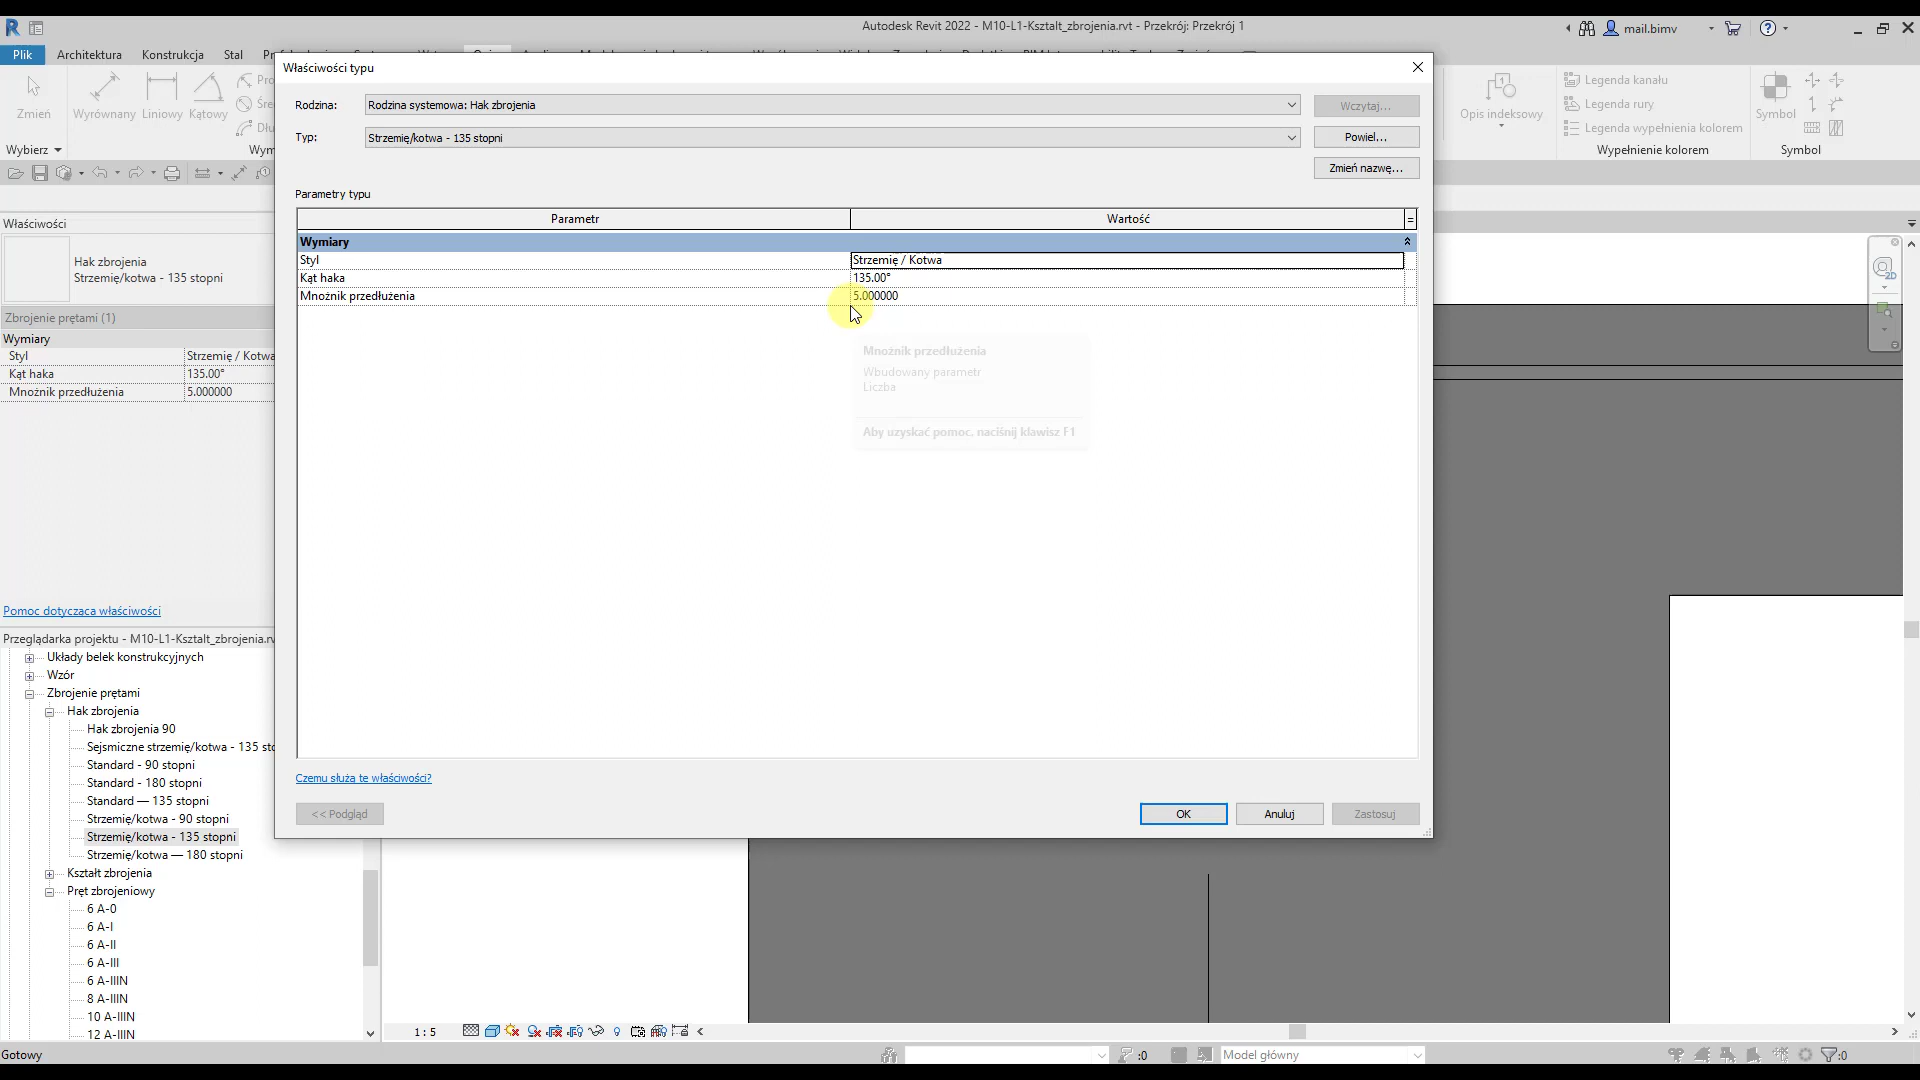 Autodesk Revit 2022 - M10-L1-Ksztalt_zbrojenia.rvt - Przekrój: Przekrój 1
mail.bimv
Plik
Architektura
Konstrukcja
Stal
Właściwości typu
Rodzina:
Rodzina systemowa: Hak zbrojenia
Wczytaj...
Typ:
Strzemię/kotwa - 135 stopni
Powiel...
Zmień nazwę...
Zmień
Wyrównany
Liniowy
Kątowy
Wybierz
Wym
Opis indeksowy
Legenda kanału
Legenda rury
Legenda wypełnienia kolorem
Wypełnienie kolorem
Symbol
Symbol
Parametry typu
Parametr
Wartość
=
Wymiary
Styl
Strzemię / Kotwa
Kąt haka
135.00°
Mnożnik przedłużenia
5.000000
Mnożnik przedłużenia
Wbudowany parametr
Liczba
Aby uzyskać pomoc, naciśnij klawisz F1
Czemu służą te właściwości?
<< Podgląd
OK
Anuluj
Zastosuj
Właściwości
Hak zbrojenia
Strzemię/kotwa - 135 stopni
Zbrojenie prętami (1)
Wymiary
Styl
Strzemię / Kotwa
Kąt haka
135.00°
Mnożnik przedłużenia
5.000000
Pomoc dotycząca właściwości
Przeglądarka projektu - M10-L1-Ksztalt_zbrojenia.rv
Układy belek konstrukcyjnych
Wzór
Zbrojenie prętami
Hak zbrojenia
Hak zbrojenia 90
Sejsmiczne strzemię/kotwa - 135 sto
Standard - 90 stopni
Standard - 180 stopni
Standard — 135 stopni
Strzemię/kotwa - 90 stopni
Strzemię/kotwa - 135 stopni
Strzemię/kotwa — 180 stopni
Kształt zbrojenia
Pręt zbrojeniowy
6 A-0
6 A-I
6 A-II
6 A-III
6 A-IIIN
8 A-IIIN
10 A-IIIN
12 A-IIIN
1 : 5
Gotowy
:0
Model główny
:0